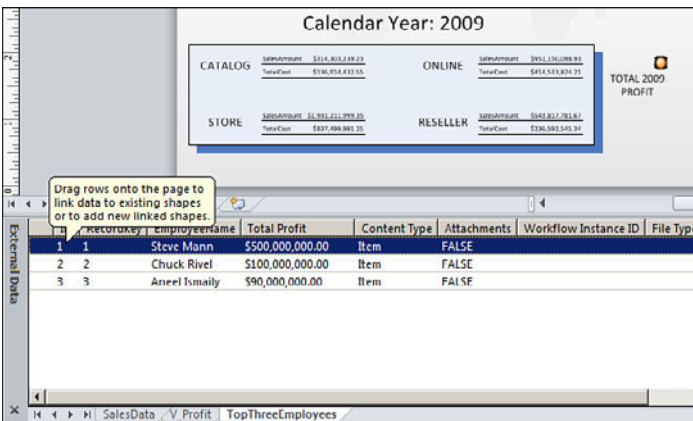 Calendar Year: 2009
CATALOG
SalesAmount
TotalCost
ONLINE
SalesAmount
TotalCost
TOTAL 2009
PROFIT
STORE
SalesAmount
TotalCost
RESELLER
SalesAmount
TotalCost
Drag rows onto the page to
link data to existing shapes
or to add new linked shapes.
External Data
RecordKey EmployeeName Total Profit Content Type Attachments Workflow Instance ID File Type
1 1 Steve Mann $500,000,000.00 Item FALSE
2 2 Chuck Rivel $100,000,000.00 Item FALSE
3 3 Aneel Ismaily $90,000,000.00 Item FALSE
SalesData V_Profit TopThreeEmployees